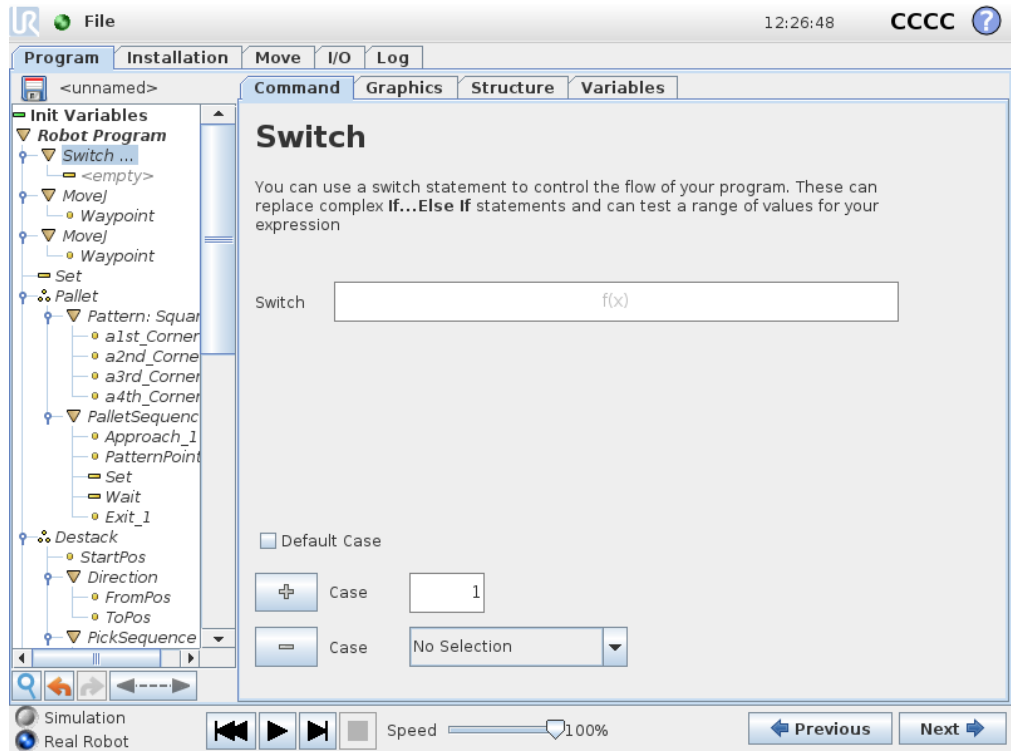 UR File 12:26:48 CCCC ?
Program Installation Move I/O Log
<unnamed>
Command Graphics Structure Variables
Init Variables
Robot Program
Switch ...
<empty>
MoveJ
Waypoint
MoveJ
Waypoint
Set
Pallet
Pattern: Squar
a1st_Corner
a2nd_Corne
a3rd_Corner
a4th_Corner
PalletSequenc
Approach_1
PatternPoint
Set
Wait
Exit_1
Destack
StartPos
Direction
FromPos
ToPos
PickSequence
Switch
You can use a switch statement to control the flow of your program. These can
replace complex If...Else If statements and can test a range of values for your
expression
Switch f(x)
Default Case
Case 1
Case No Selection
Simulation
Real Robot
Speed 100%
Previous Next